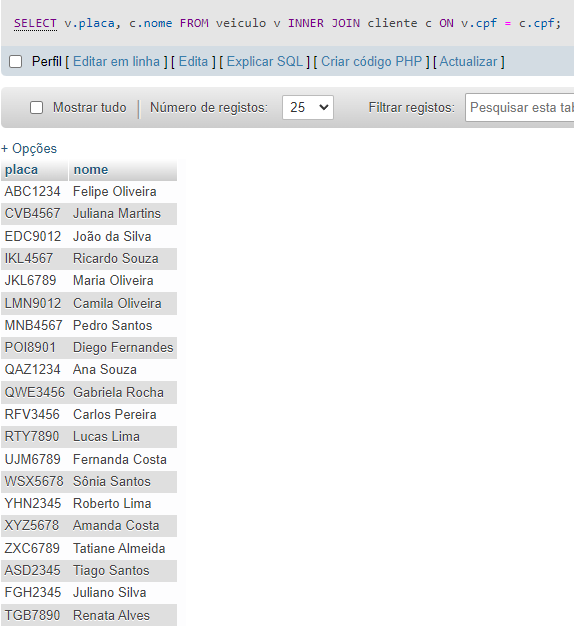 SELECT v.placa, c.nome FROM veiculo v INNER JOIN cliente c ON v.cpf = c.cpf;
Perfil [ Editar em linha ] [ Edita ] [ Explicar SQL ] [ Criar código PHP ] [ Actualizar ]
Mostrar tudo | Número de registos: 25 Filtrar registos: Pesquisar esta tab
+ Opções
placa nome
ABC1234 Felipe Oliveira
CVB4567 Juliana Martins
EDC9012 João da Silva
IKL4567 Ricardo Souza
JKL6789 Maria Oliveira
LMN9012 Camila Oliveira
MNB4567 Pedro Santos
POI8901 Diego Fernandes
QAZ1234 Ana Souza
QWE3456 Gabriela Rocha
RFV3456 Carlos Pereira
RTY7890 Lucas Lima
UJM6789 Fernanda Costa
WSX5678 Sônia Santos
YHN2345 Roberto Lima
XYZ5678 Amanda Costa
ZXC6789 Tatiane Almeida
ASD2345 Tiago Santos
FGH2345 Juliano Silva
TGB7890 Renata Alves